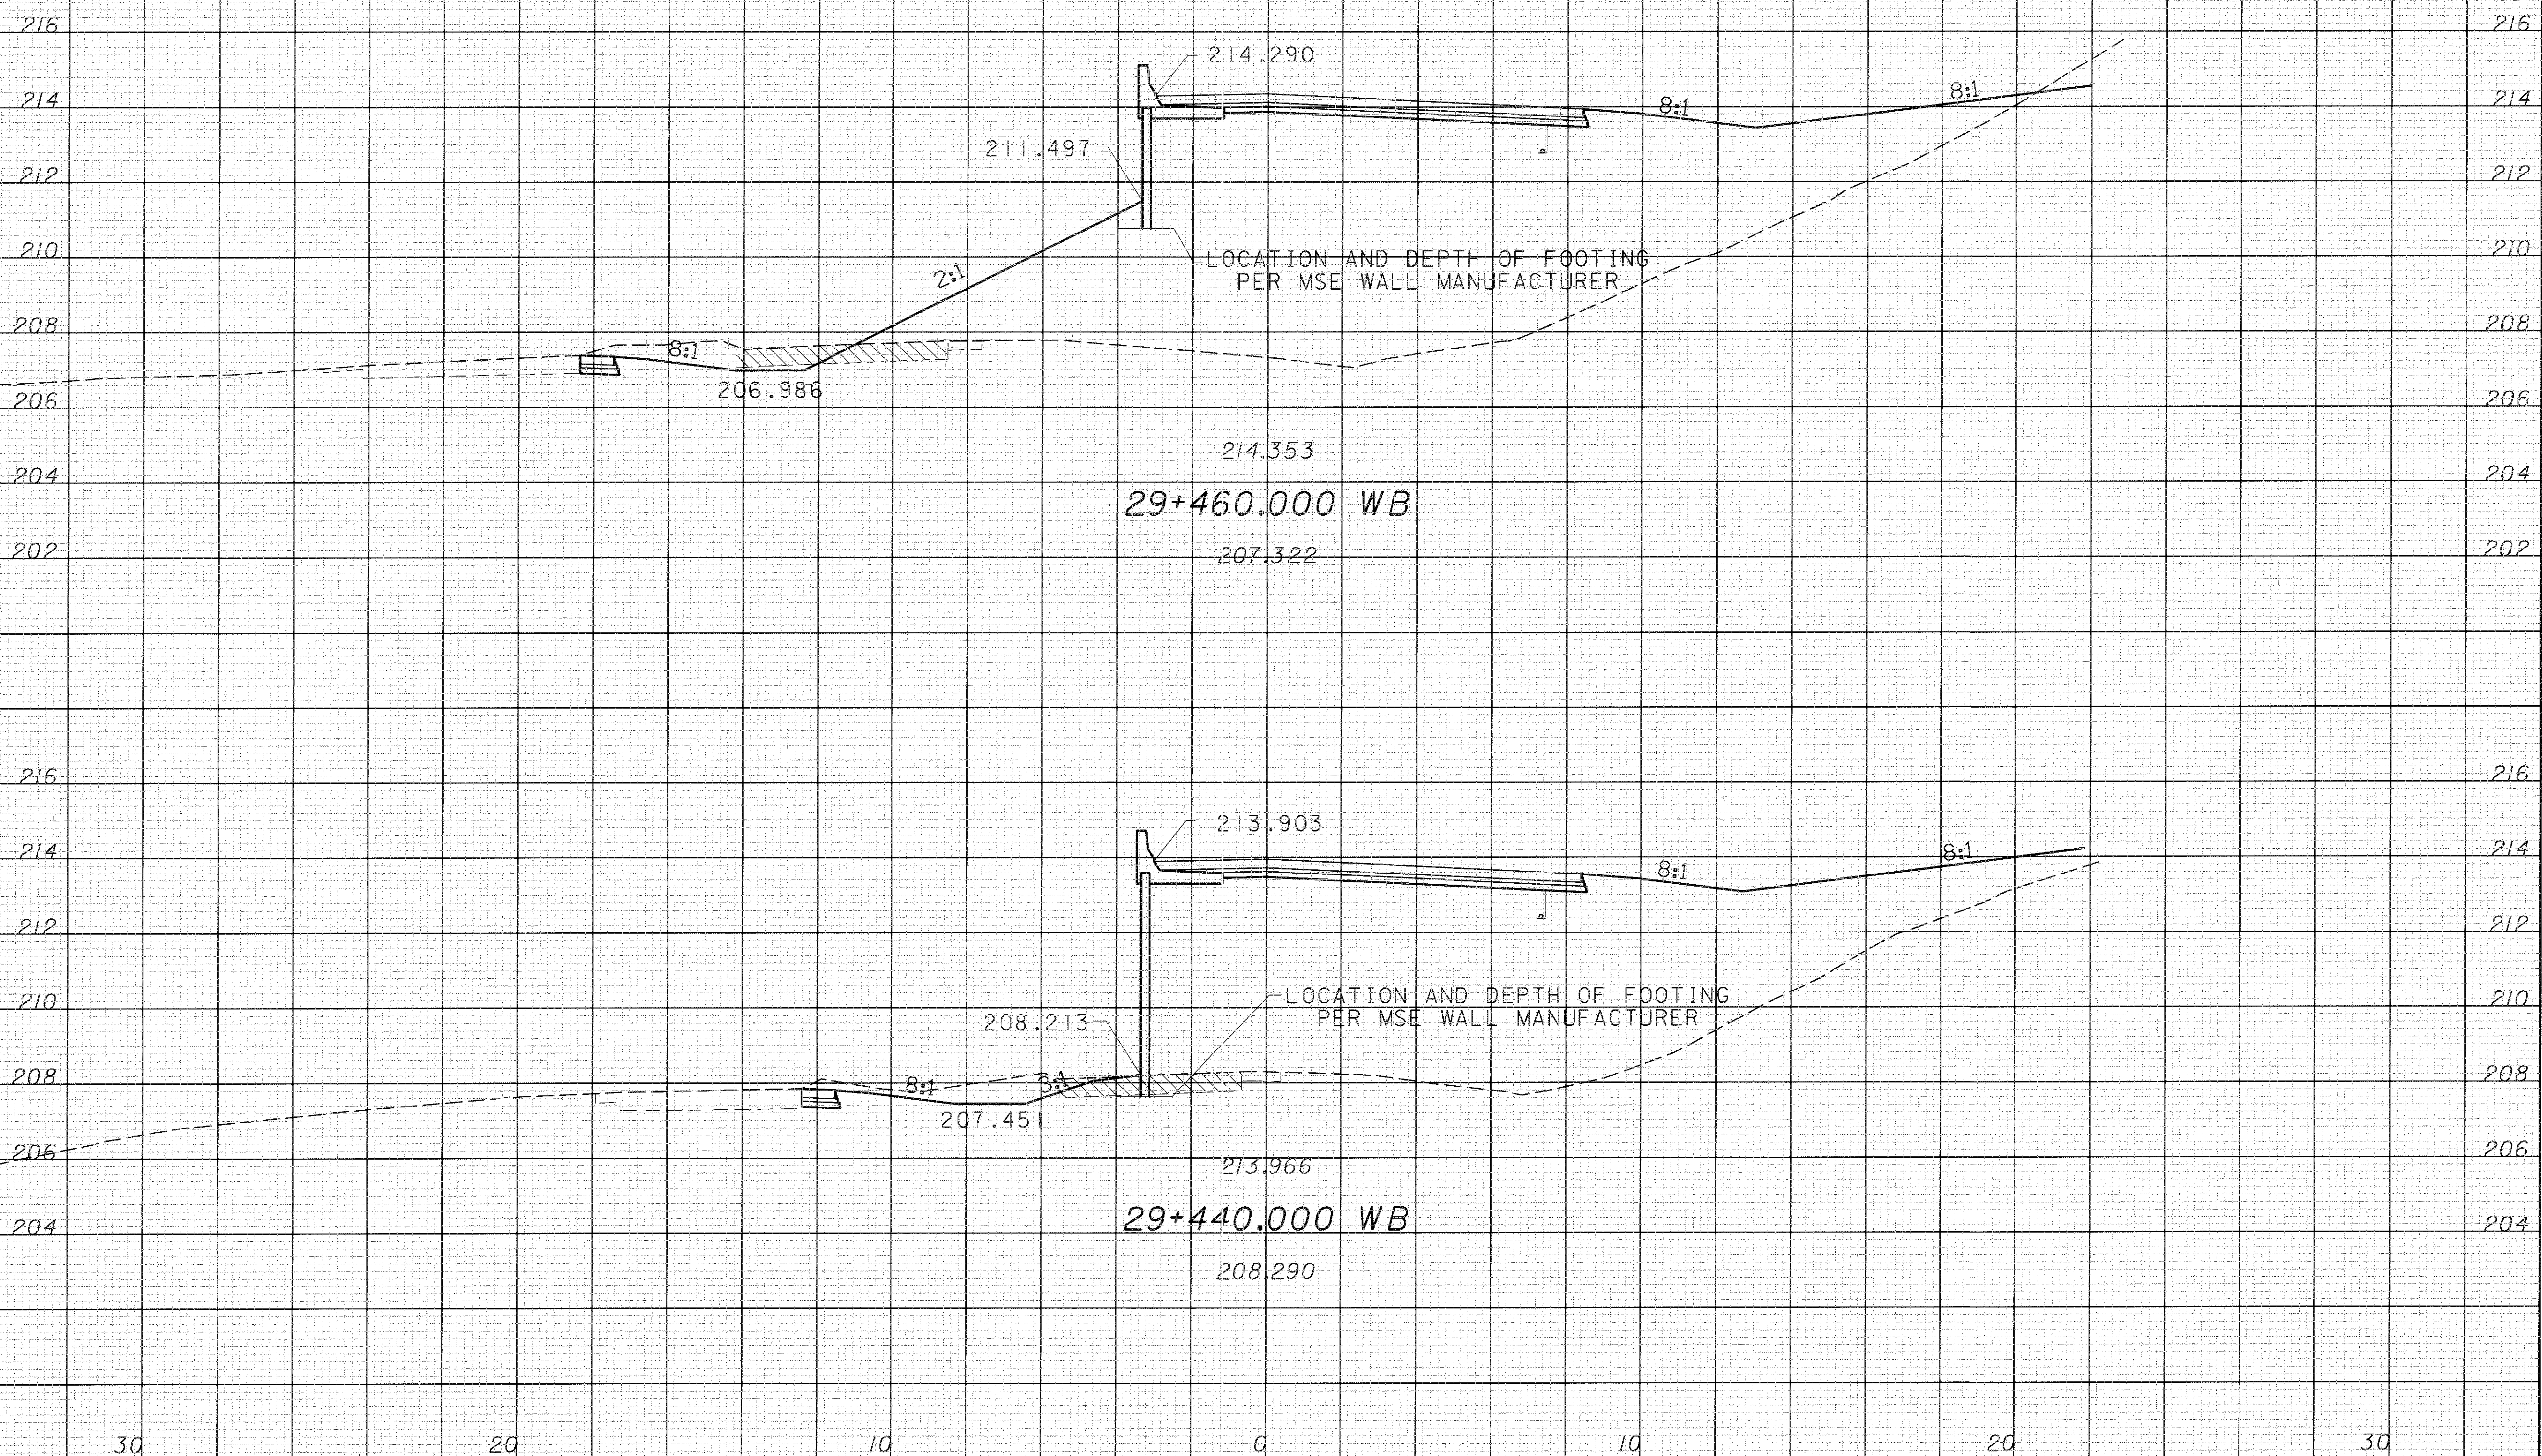 216 216
214.290
214 8:1 8:1 214
211.497
212 212
210 210
LOCATION AND DEPTH OF FOOTING
PER MSE WALL MANUFACTURER
2:1
208 208
8:1
206.986
206 206
214.353
204 204
29+460.000 WB
202 202
207.322
216 216
213.903
214 8:1 8:1 214
212 212
210 210
LOCATION AND DEPTH OF FOOTING
PER MSE WALL MANUFACTURER
208.213
208 8:1 3:1 208
207.451
206 206
213.966
204 204
29+440.000 WB
208.290
30 20 10 0 10 20 30